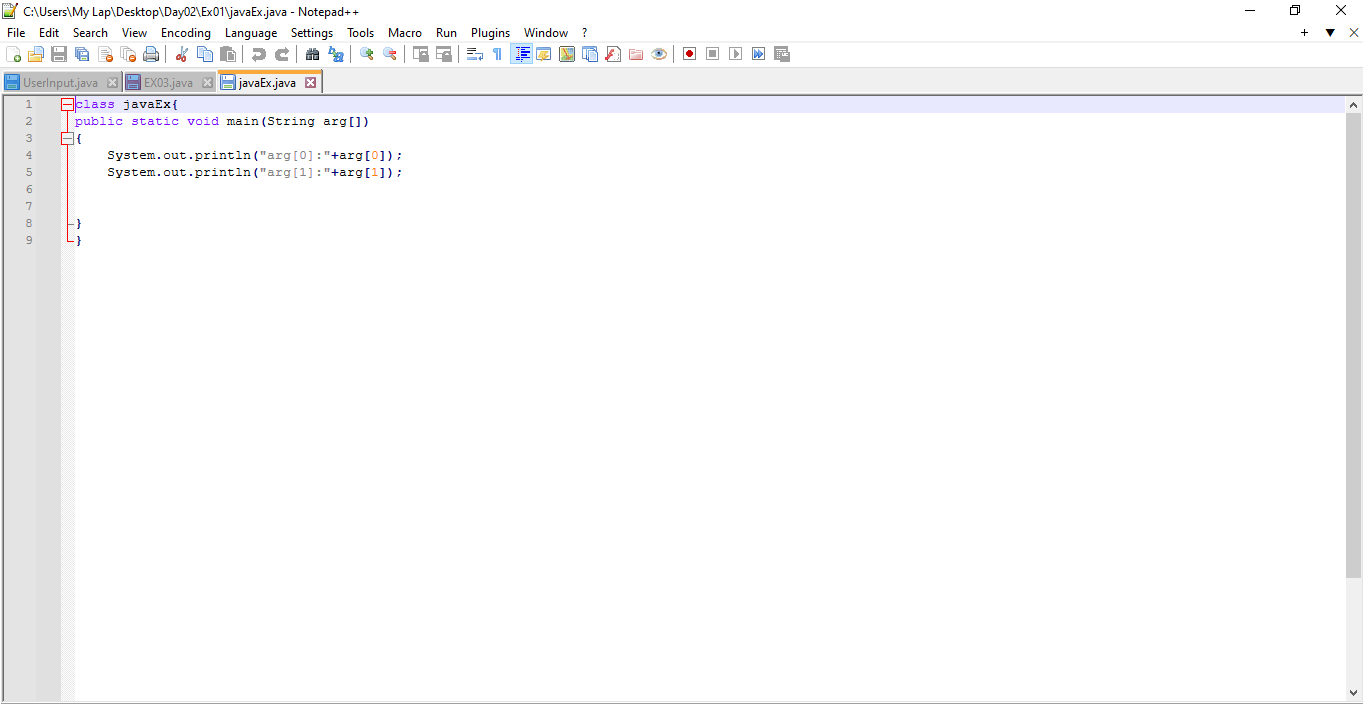 C:\Users\My Lap\Desktop\Day02\Ex01\javaEx.java - Notepad++
File Edit Search View Encoding Language Settings Tools Macro Run Plugins Window ?
+ ▼ ✕
UserInput.java EX03.java javaEx.java
1 class javaEx{
2 public static void main(String arg[])
3 {
4 System.out.println("arg[0]:"+arg[0]);
5 System.out.println("arg[1]:"+arg[1]);
6
7
8 }
9 }